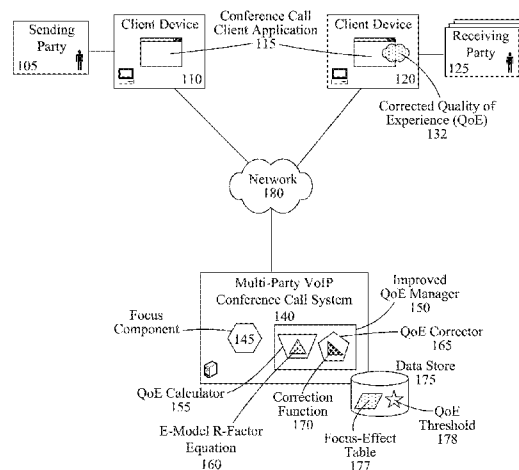 Sending
Party
105
Client Device
110
Conference Call
Client Application
115
Client Device
120
Receiving
Party
125
Corrected Quality of
Experience (QoE)
132
Network
180
Multi-Party VoIP
Conference Call System
140
Improved
QoE Manager
150
Focus
Component
145
QoE Corrector
165
Data Store
175
QoE Calculator
155
Correction
Function
170
E-Model R-Factor
Equation
160
Focus-Effect
Table
177
QoE
Threshold
178